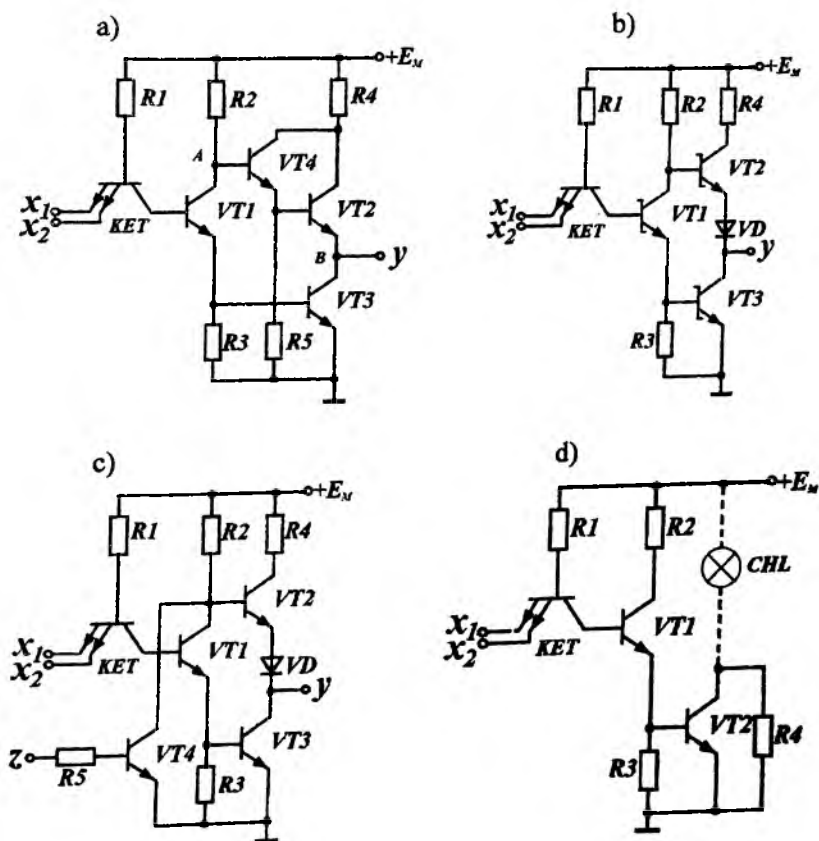 a)
+E_M
R1
R2
R4
A
VT4
x1
x2
KET
VT1
VT2
B
y
VT3
R3
R5
b)
+E_M
R1
R2
R4
VT2
x1
x2
KET
VT1
VD
y
VT3
R3
c)
+E_M
R1
R2
R4
VT2
x1
x2
KET
VT1
VD
y
VT3
z
R5
VT4
R3
d)
+E_M
R1
R2
CHL
x1
x2
KET
VT1
VT2
R4
R3